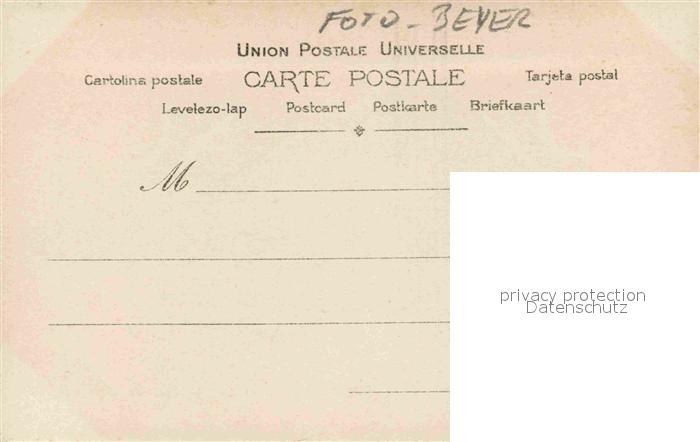 FOTO - BEYER
UNION POSTALE UNIVERSELLE
Cartolina postale CARTE POSTALE Tarjeta postal
Levelezo-lap Postcard Postkarte Briefkaart
M
privacy protection
Datenschutz